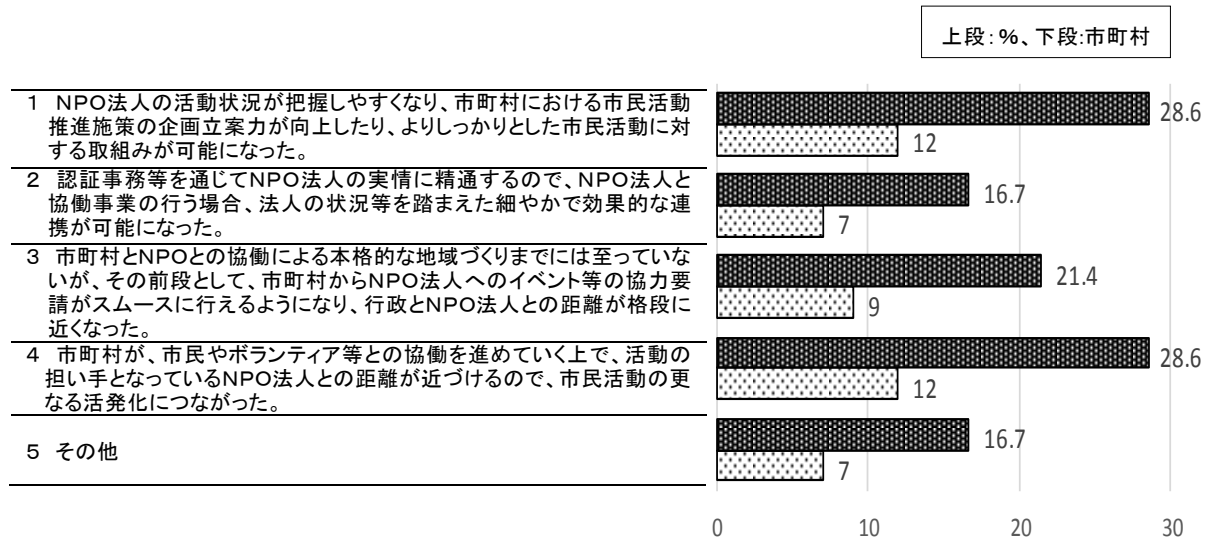 上段:%、下段:市町村
1 NPO法人の活動状況が把握しやすくなり、市町村における市民活動
推進施策の企画立案力が向上したり、よりしっかりとした市民活動に対
する取組みが可能になった。
28.6
12
2 認証事務等を通じてNPO法人の実情に精通するので、NPO法人と
協働事業の行う場合、法人の状況等を踏まえた細やかで効果的な連
携が可能になった。
16.7
7
3 市町村とNPOとの協働による本格的な地域づくりまでには至っていな
いが、その前段として、市町村からNPO法人へのイベント等の協力要
請がスムースに行えるようになり、行政とNPO法人との距離が格段に
近くなった。
21.4
9
4 市町村が、市民やボランティア等との協働を進めていく上で、活動の
担い手となっているNPO法人との距離が近づけるので、市民活動の更
なる活発化につながった。
28.6
12
5 その他
16.7
7
0 10 20 30